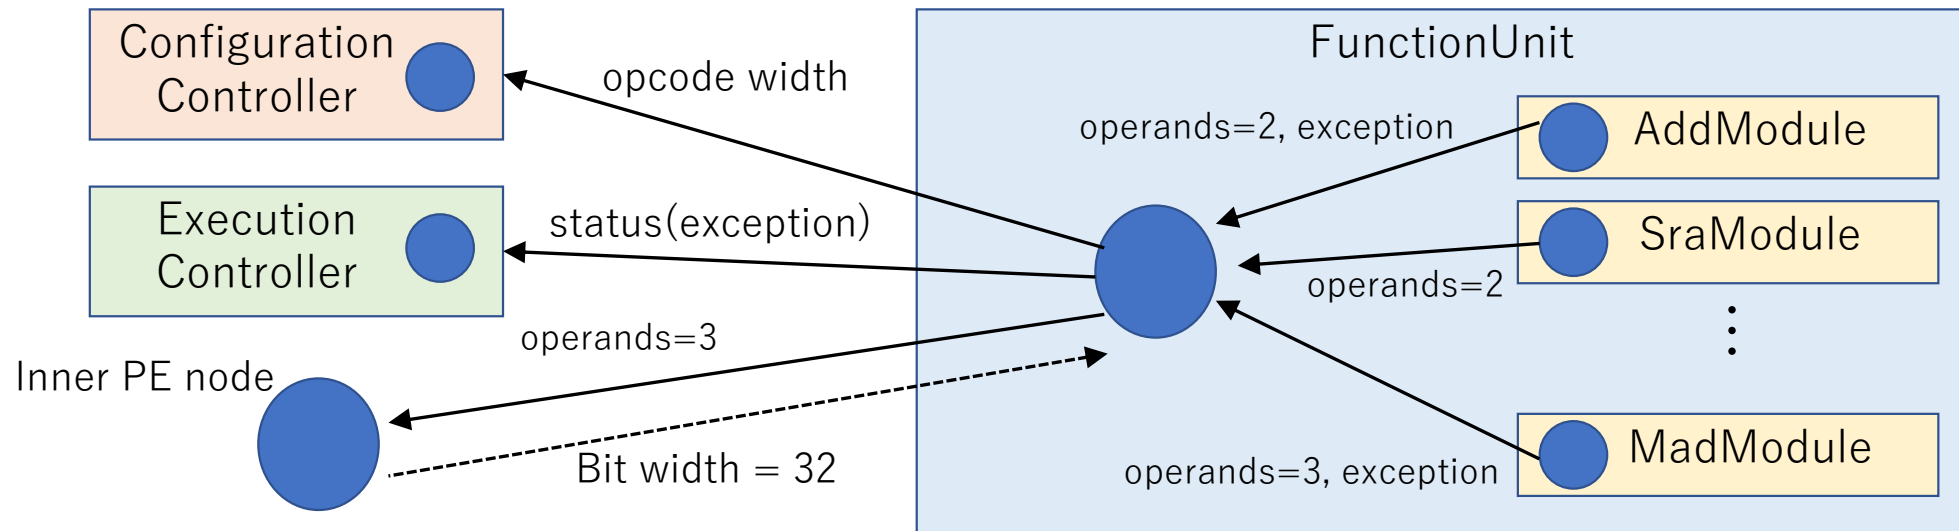 Configuration
Controller
opcode width
FunctionUnit
operands=2, exception
AddModule
Execution
Controller
status(exception)
SraModule
operands=2
operands=3
Inner PE node
Bit width = 32
operands=3, exception
MadModule